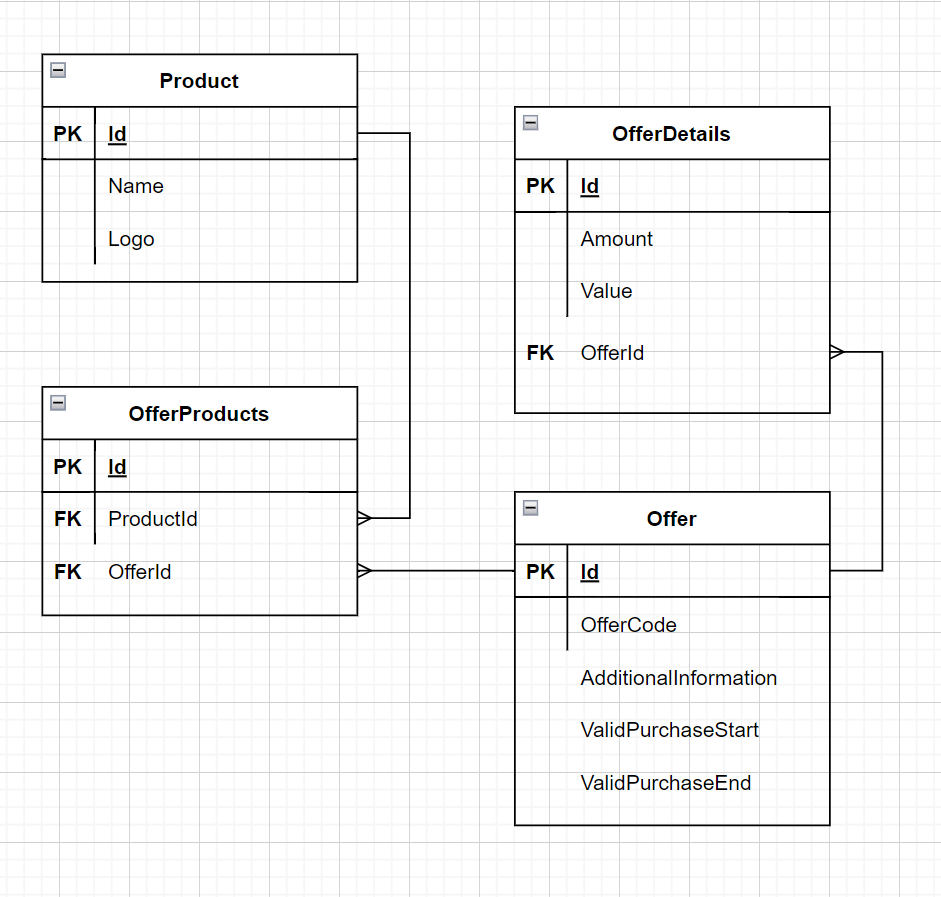 Product
PK Id
Name
Logo
OfferDetails
PK Id
Amount
Value
FK OfferId
OfferProducts
PK Id
FK ProductId
FK OfferId
Offer
PK Id
OfferCode
AdditionalInformation
ValidPurchaseStart
ValidPurchaseEnd